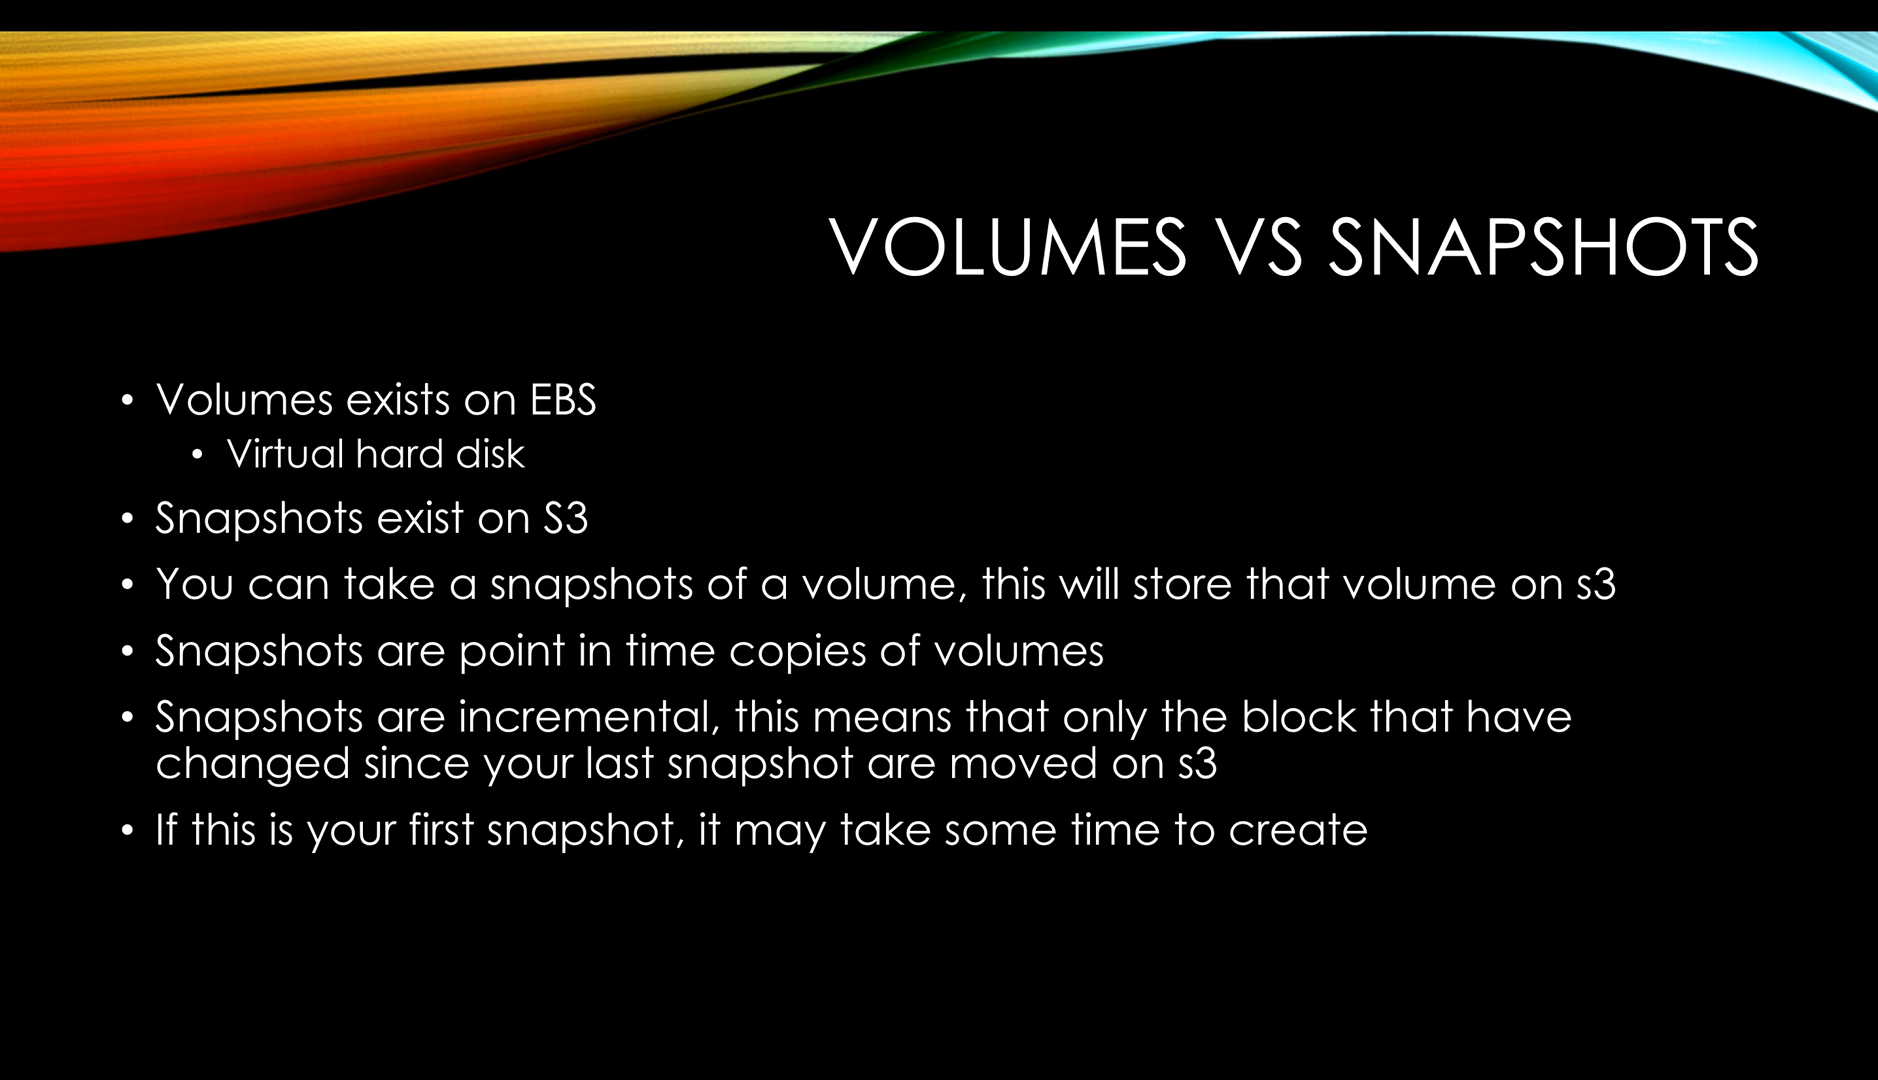 VOLUMES VS SNAPSHOTS
• Volumes exists on EBS
• Virtual hard disk
• Snapshots exist on S3
• You can take a snapshots of a volume, this will store that volume on s3
• Snapshots are point in time copies of volumes
• Snapshots are incremental, this means that only the block that have
changed since your last snapshot are moved on s3
• If this is your first snapshot, it may take some time to create